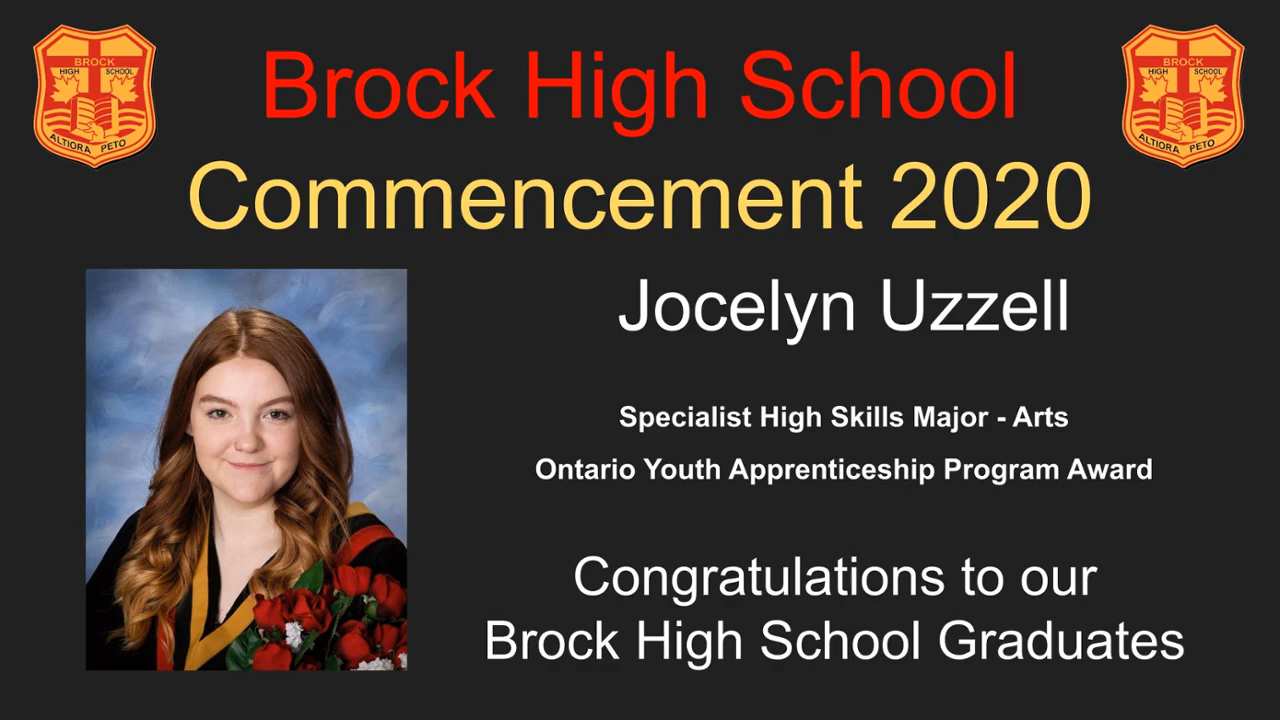 BROCK
HIGH SCHOOL
ALTIORA PETO
Brock High School
BROCK
HIGH SCHOOL
ALTIORA PETO
Commencement 2020
Jocelyn Uzzell
Specialist High Skills Major - Arts
Ontario Youth Apprenticeship Program Award
Congratulations to our
Brock High School Graduates